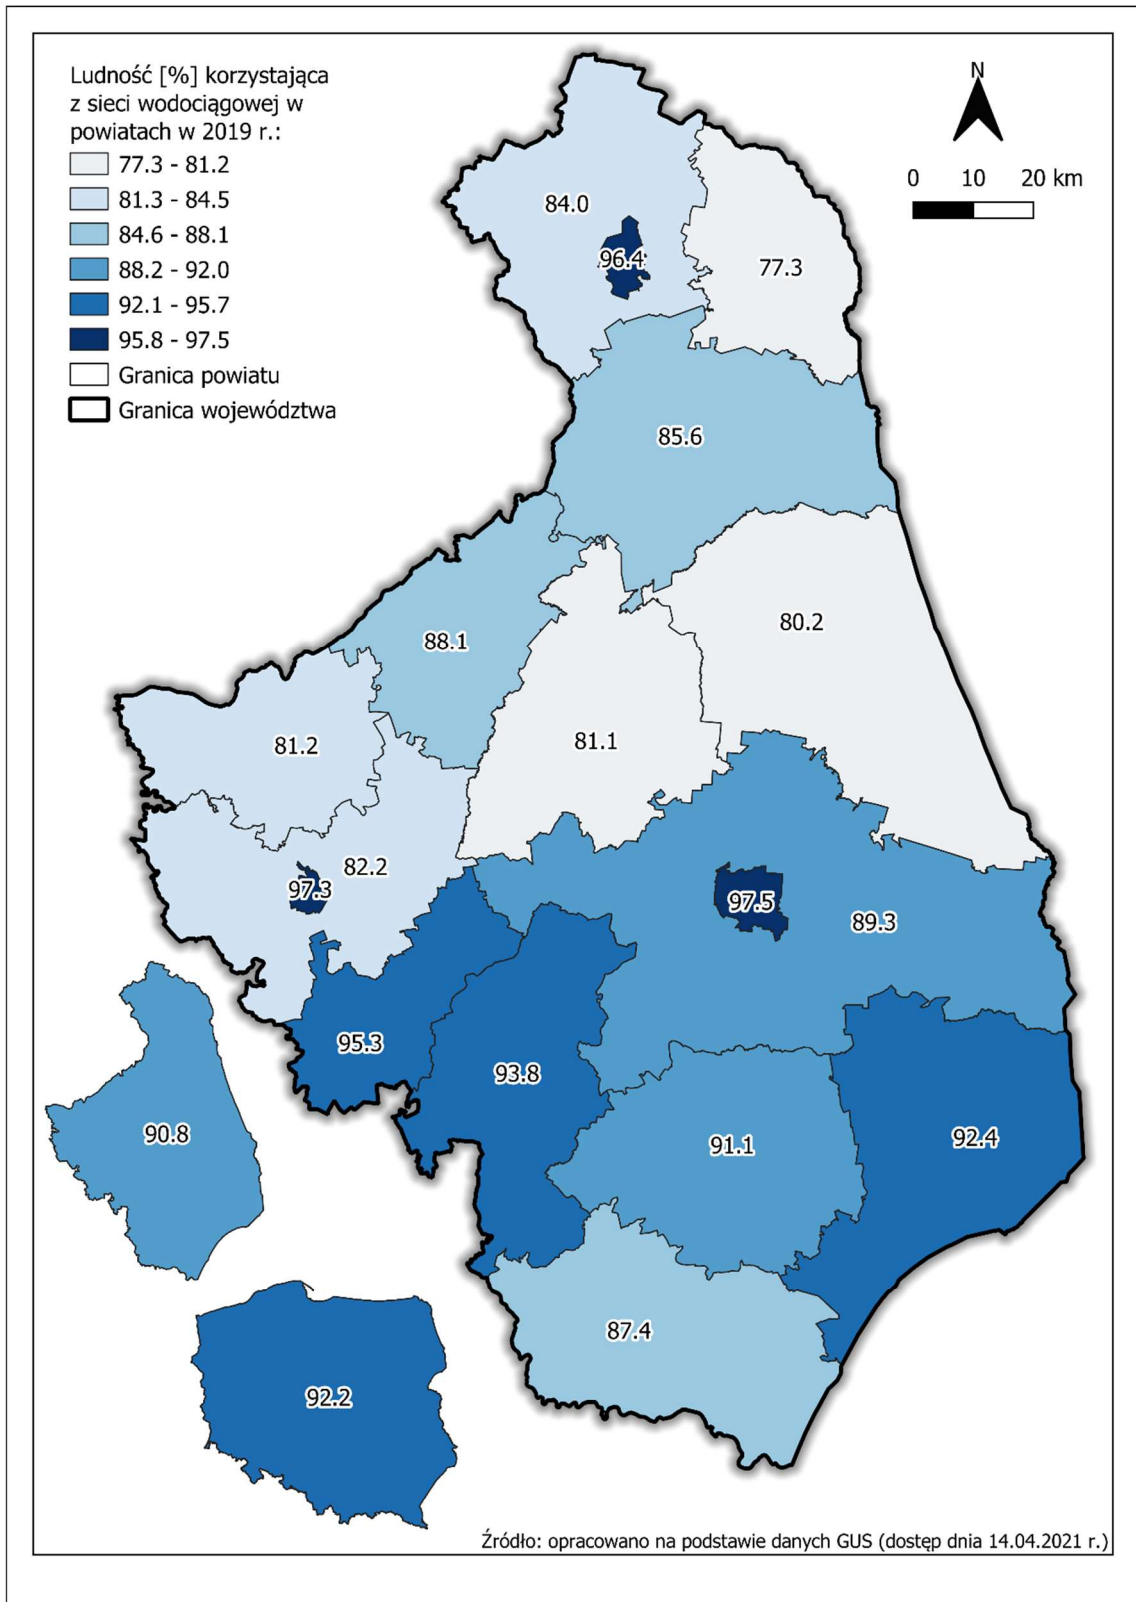 Ludność [%] korzystająca
z sieci wodociągowej w
powiatach w 2019 r.:
77.3 - 81.2
81.3 - 84.5
84.6 - 88.1
88.2 - 92.0
92.1 - 95.7
95.8 - 97.5
Granica powiatu
Granica województwa
N
0 10 20 km
84.0
96.4
77.3
85.6
80.2
88.1
81.1
81.2
82.2
97.3
97.5
89.3
95.3
93.8
90.8
91.1
92.4
87.4
92.2
Źródło: opracowano na podstawie danych GUS (dostęp dnia 14.04.2021 r.)